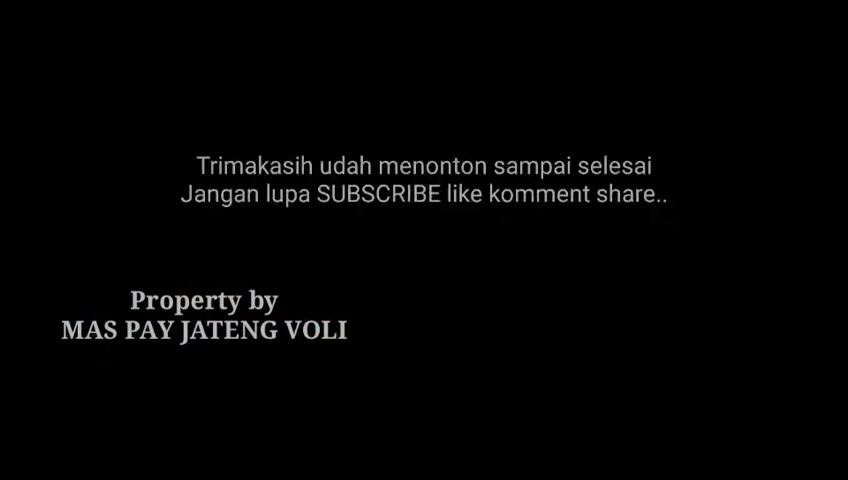 Trimakasih udah menonton sampai selesai
Jangan lupa SUBSCRIBE like komment share..
Property by
MAS PAY JATENG VOLI